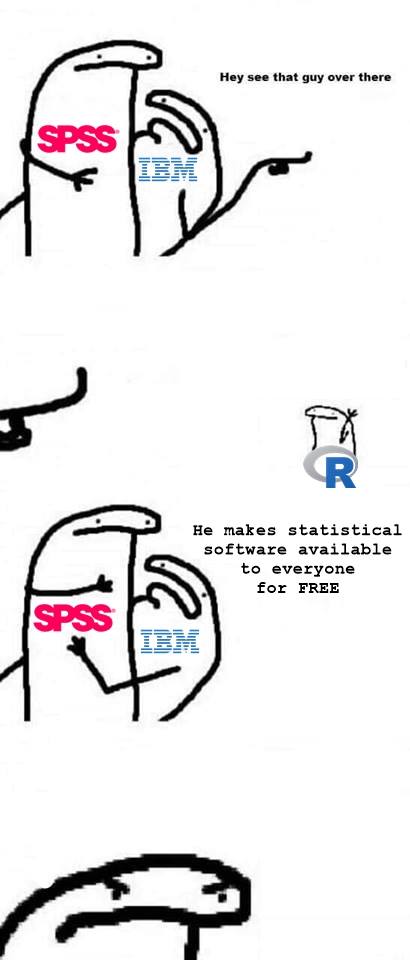 Hey see that guy over there
SPSS
IBM
R
He makes statistical
software available
to everyone
for FREE
SPSS
IBM